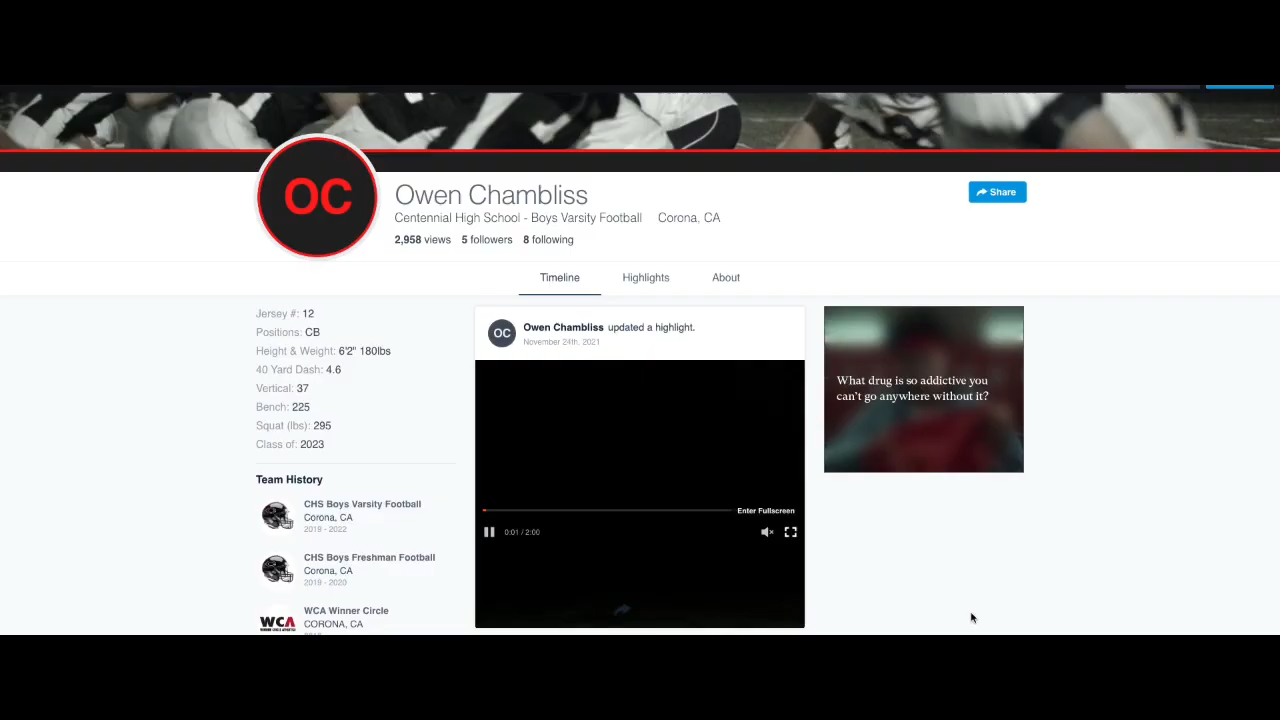 OC
Owen Chambliss
Share
Centennial High School - Boys Varsity Football Corona, CA
2,958 views 5 followers 8 following
Timeline Highlights About
Jersey #: 12
Positions: CB
Height & Weight: 6'2" 180lbs
40 Yard Dash: 4.6
Vertical: 37
Bench: 225
Squat (lbs): 295
Class of: 2023
Team History
CHS Boys Varsity Football
Corona, CA
2019 - 2022
CHS Boys Freshman Football
Corona, CA
2019 - 2020
WCA
WCA Winner Circle
CORONA, CA
OC
Owen Chambliss updated a highlight.
November 24th, 2021
Enter Fullscreen
0:01 / 2:00
What drug is so addictive you
can't go anywhere without it?